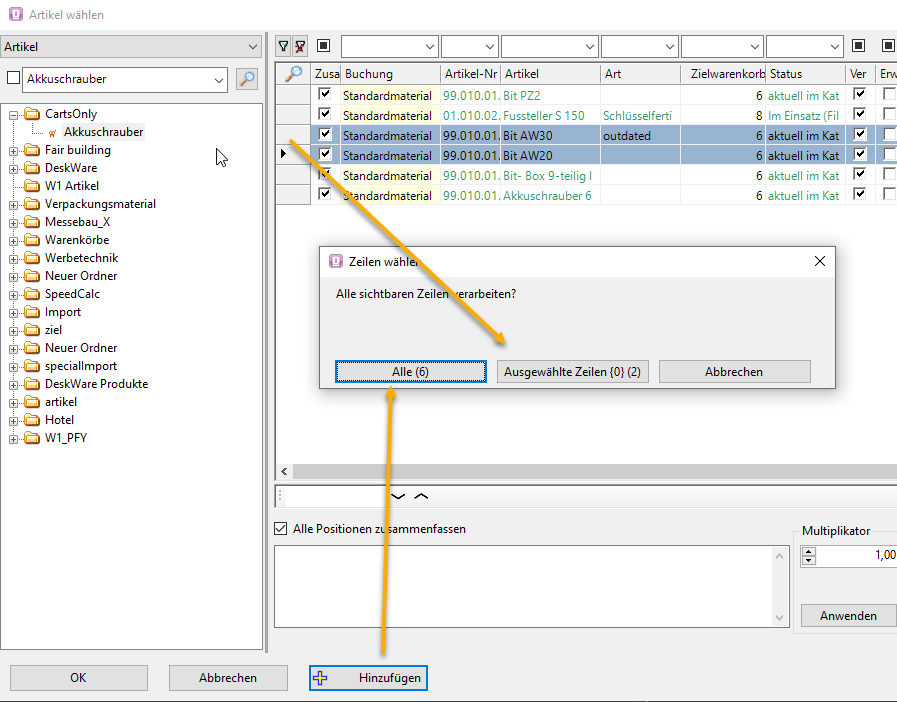 Artikel wählen
Artikel
Akkuschrauber
CartsOnly
Akkuschrauber
Fair building
DeskWare
W1 Artikel
Verpackungsmaterial
Messebau_X
Warenkörbe
Werbetechnik
Neuer Ordner
SpeedCalc
Import
ziel
Neuer Ordner
specialImport
DeskWare Produkte
artikel
Hotel
W1_PFY
Zusa Buchung Artikel-Nr Artikel Art Zielwarenkorb Status Ver Erw
Standardmaterial 99.010.01. Bit PZ2 6 aktuell im Kat
Standardmaterial 01.010.02. Fussteller S 150 Schlüsselferti 8 Im Einsatz (Fil
Standardmaterial 99.010.01. Bit AW30 outdated 6 aktuell im Kat
Standardmaterial 99.010.01. Bit AW20 6 aktuell im Kat
Standardmaterial 99.010.01. Bit- Box 9-teilig I 6 aktuell im Kat
Standardmaterial 99.010.01. Akkuschrauber 6 6 aktuell im Kat
Zeilen wählen
Alle sichtbaren Zeilen verarbeiten?
Alle (6) Ausgewählte Zeilen {0} (2) Abbrechen
Alle Positionen zusammenfassen
Multiplikator
1,00
Anwenden
OK Abbrechen Hinzufügen